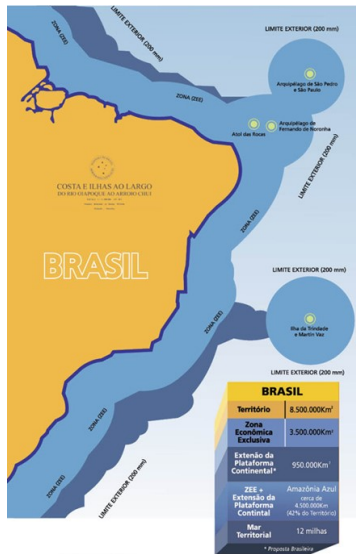 LIMITE EXTERIOR (200 mm)
LIMITE EXTERIOR (200 mm)
ZONA (ZEE)
ZONA (ZEE)
Arquipélago de São Pedro
e São Paulo
Atol das Rocas
Arquipélago de
Fernando de Noronha
LIMITE EXTERIOR (200 mm)
COSTA E ILHAS AO LARGO
DO RIO OIAPOQUE AO ARROIO CHUÍ
ZONA (ZEE)
BRASIL
LIMITE EXTERIOR (200 mm)
ZONA (ZEE)
Ilha da Trindade
e Martin Vaz
LIMITE EXTERIOR (200 mm)
ZONA (ZEE)
ZONA (ZEE)
LIMITE EXTERIOR (200 mm)
BRASIL
Território 8.500.000Km²
Zona
Econômica
Exclusiva
3.500.000Km²
Extenão da
Plataforma
Continental*
950.000Km²
ZEE +
Extensão da
Plataforma
Contintal
Amazônia Azul
cerca de
4.500.000Km
(42% do Território)
Mar
Territorial
12 milhas
* Proposta Brasileira